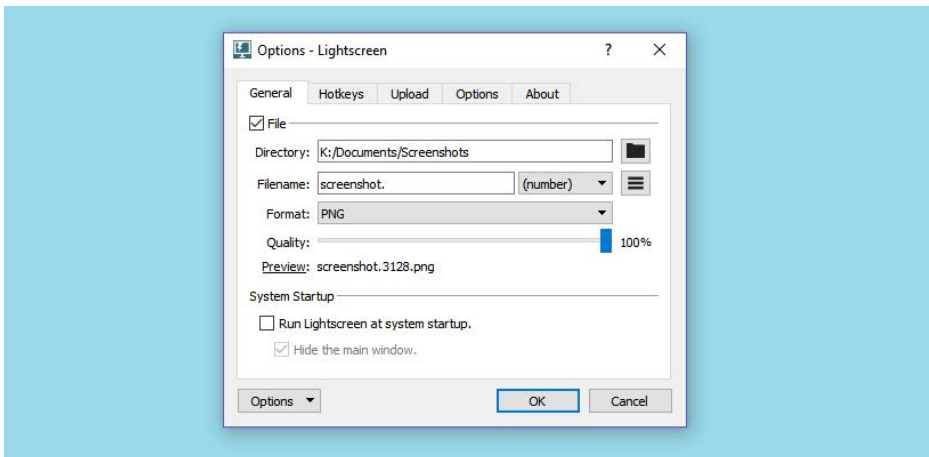 Options - Lightscreen ?
General Hotkeys Upload Options About
File
Directory: K:/Documents/Screenshots
Filename: screenshot. (number)
Format: PNG
Quality: 100%
Preview: screenshot.3128.png
System Startup
Run Lightscreen at system startup.
Hide the main window.
Options OK Cancel